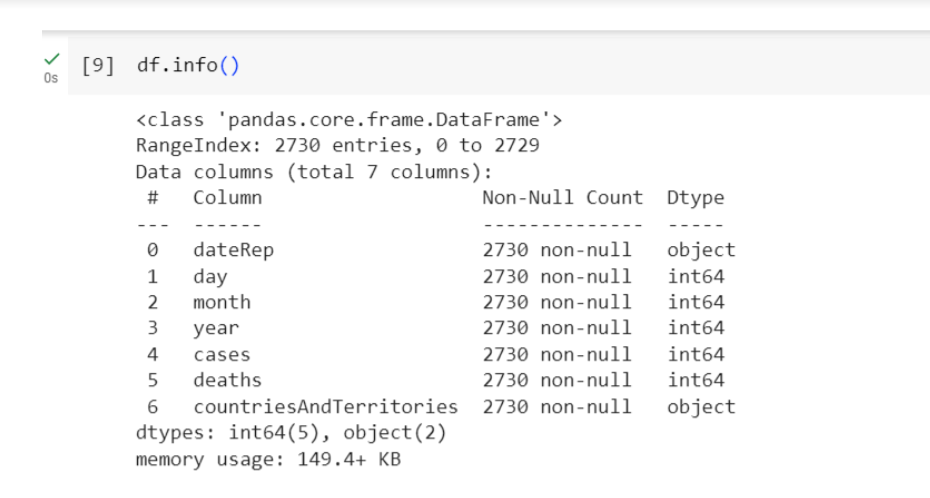 0s [9] df.info()
<class 'pandas.core.frame.DataFrame'>
RangeIndex: 2730 entries, 0 to 2729
Data columns (total 7 columns):
 #   Column                   Non-Null Count  Dtype
---  ------                   --------------  -----
 0   dateRep                  2730 non-null   object
 1   day                      2730 non-null   int64
 2   month                    2730 non-null   int64
 3   year                     2730 non-null   int64
 4   cases                    2730 non-null   int64
 5   deaths                   2730 non-null   int64
 6   countriesAndTerritories  2730 non-null   object
dtypes: int64(5), object(2)
memory usage: 149.4+ KB